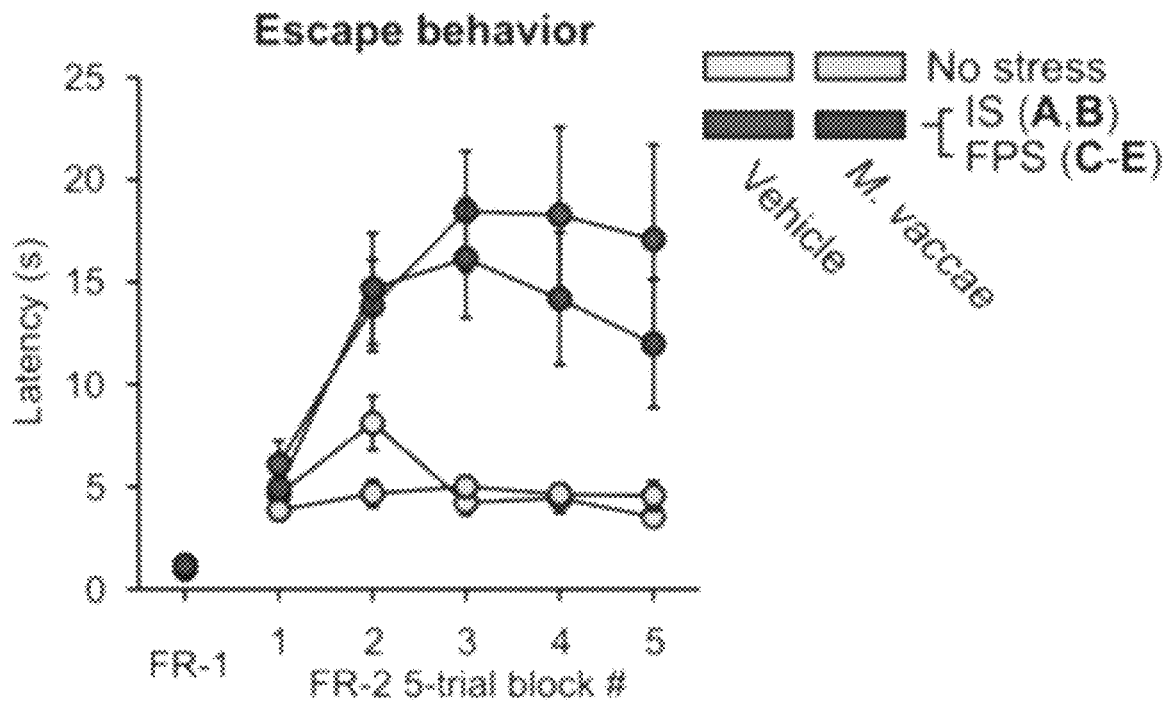 Escape behavior
No stress
IS (A,B)
FPS (C-E)
Vehicle
M. vaccae
Latency (s)
25
20
15
10
5
0
FR-1
1 2 3 4 5
FR-2 5-trial block #